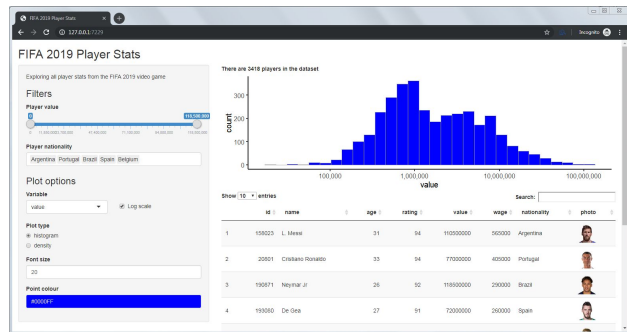 FIFA 2019 Player Stats
127.0.0.1:7229
Incognito
FIFA 2019 Player Stats
Exploring all player stats from the FIFA 2019 video game
Filters
Player value
0
Player nationality
Argentina Portugal Brazil Spain Belgium
Plot options
Variable
value
Log scale
Plot type
histogram
density
Font size
20
Point colour
#0000FF
There are 3418 players in the dataset
300
200
100
0
count
100,000 1,000,000 10,000,000 100,000,000
value
Show 10 entries
Search:
id name age rating value wage nationality photo
1 158023 L. Messi 31 94 110500000 565000 Argentina
2 20801 Cristiano Ronaldo 33 94 77000000 405000 Portugal
3 190871 Neymar Jr 26 92 118500000 290000 Brazil
4 193080 De Gea 27 91 72000000 260000 Spain